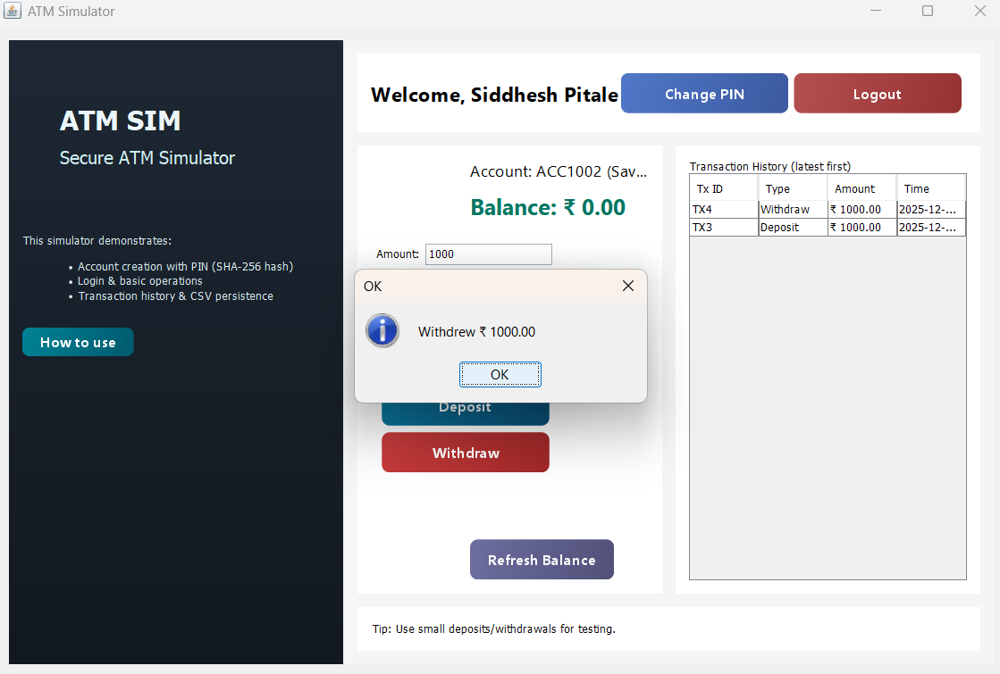 ATM Simulator
ATM SIM
Secure ATM Simulator
This simulator demonstrates:
• Account creation with PIN (SHA-256 hash)
• Login & basic operations
• Transaction history & CSV persistence
How to use
Welcome, Siddhesh Pitale
Change PIN
Logout
Account: ACC1002 (Sav...
Balance: ₹ 0.00
Amount: 1000
OK
Withdrew ₹ 1000.00
OK
Deposit
Withdraw
Refresh Balance
Transaction History (latest first)
Tx ID Type Amount Time
TX4 Withdraw ₹ 1000.00 2025-12-...
TX3 Deposit ₹ 1000.00 2025-12-...
Tip: Use small deposits/withdrawals for testing.